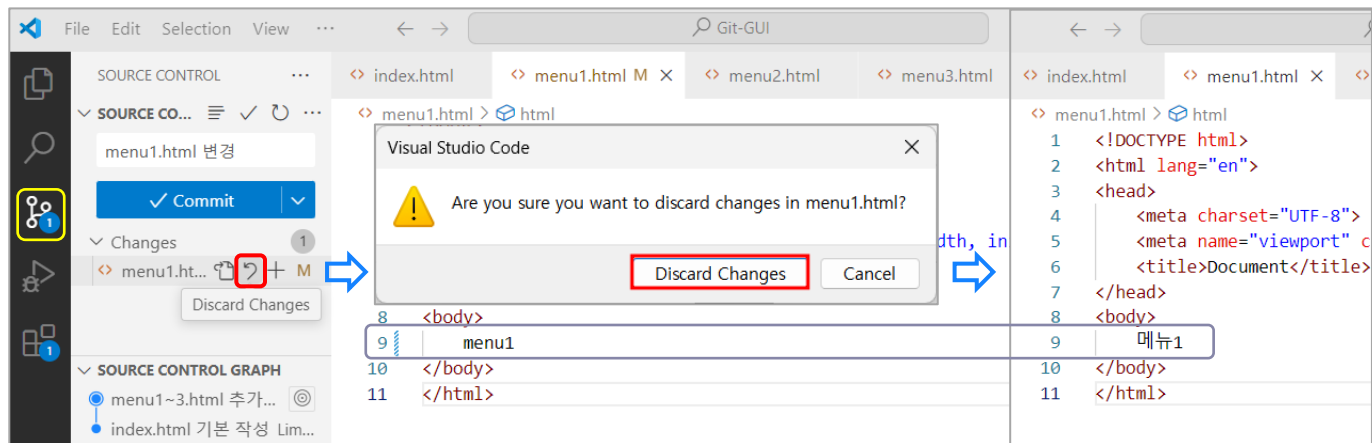 File Edit Selection View ···
Git-GUI
SOURCE CONTROL ···
SOURCE CO... ···
menu1.html 변경
Commit
1
Changes 1
menu1.ht... M
Discard Changes
1
SOURCE CONTROL GRAPH
menu1~3.html 추가...
index.html 기본 작성 Lim...
index.html menu1.html M menu2.html menu3.html
menu1.html > html
Visual Studio Code
Are you sure you want to discard changes in menu1.html?
Discard Changes Cancel
dth, in
8 <body>
9 menu1
10 </body>
11 </html>
index.html menu1.html
menu1.html > html
1 <!DOCTYPE html>
2 <html lang="en">
3 <head>
4 <meta charset="UTF-8">
5 <meta name="viewport" c
6 <title>Document</title>
7 </head>
8 <body>
9 메뉴1
10 </body>
11 </html>